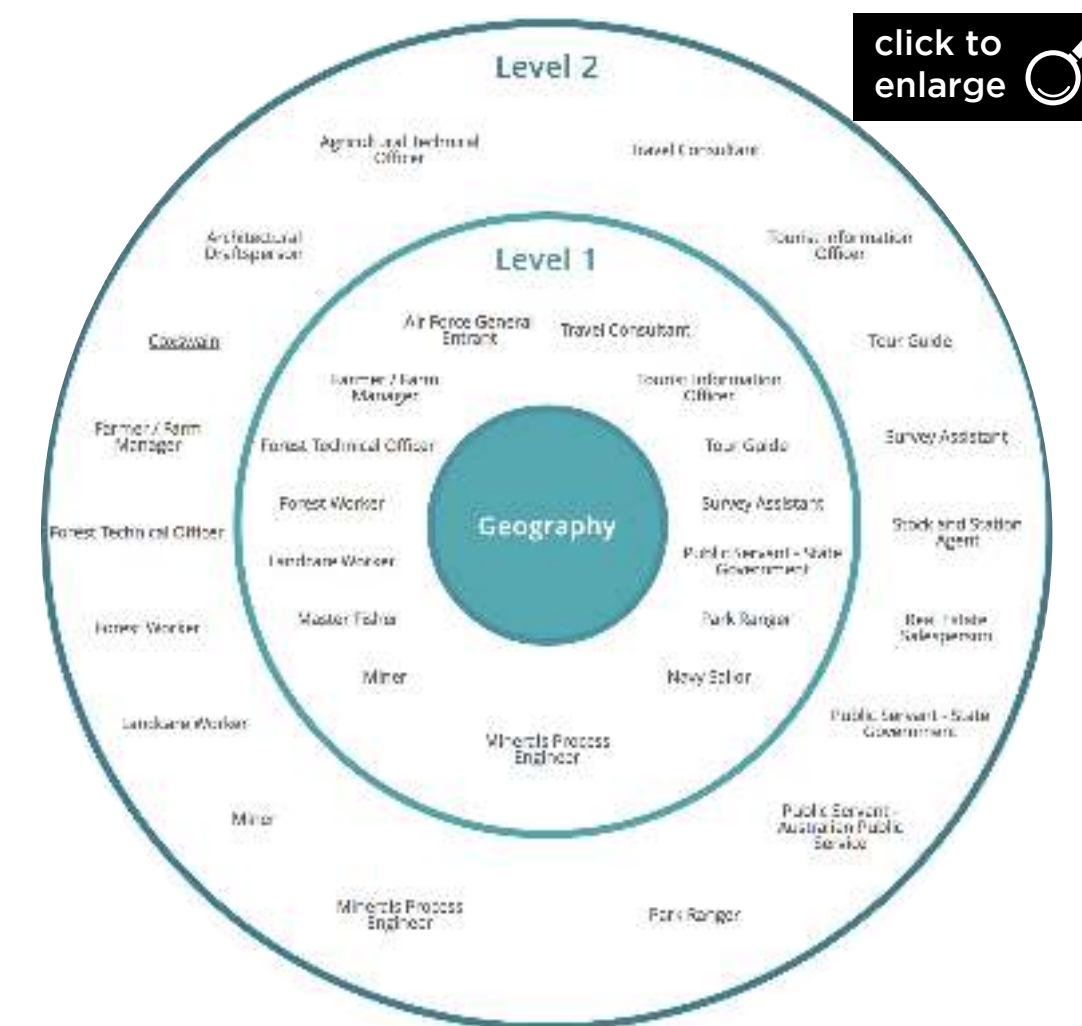 click to
enlarge
Level 2
Agricultural Technical
Officer
Travel Consultant
Architectural
Draftsperson
Tourist Information
Officer
Coxswain
Tour Guide
Farmer / Farm
Manager
Survey Assistant
Forest Technical Officer
Stock and Station
Agent
Forest Worker
Real Estate
Salesperson
Landcare Worker
Public Servant - State
Government
Miner
Public Servant -
Australian Public
Service
Minerals Process
Engineer
Park Ranger
Level 1
Air Force General
Entrant
Travel Consultant
Farmer / Farm
Manager
Tourist Information
Officer
Forest Technical Officer
Tour Guide
Forest Worker
Survey Assistant
Landcare Worker
Public Servant - State
Government
Master Fisher
Park Ranger
Miner
Navy Sailor
Minerals Process
Engineer
Geography